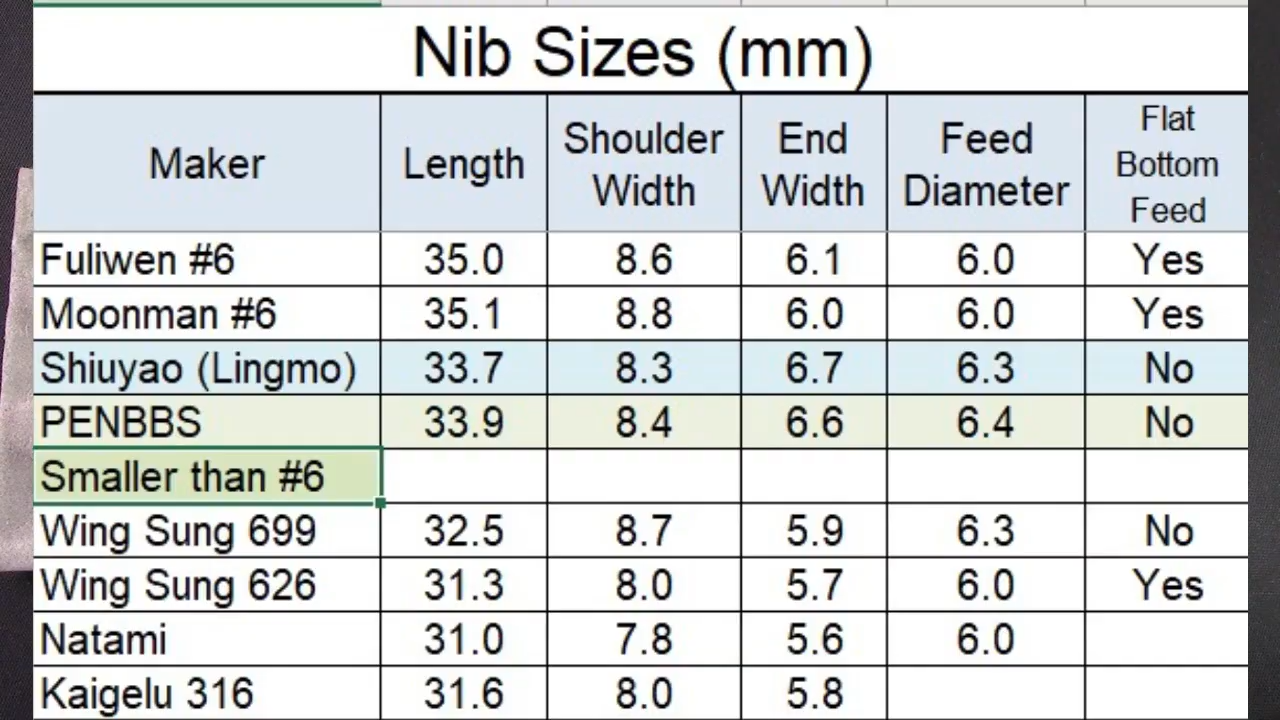 Nib Sizes (mm)
Maker Length Shoulder Width End Width Feed Diameter Flat Bottom Feed
Fuliwen #6 35.0 8.6 6.1 6.0 Yes
Moonman #6 35.1 8.8 6.0 6.0 Yes
Shiuyao (Lingmo) 33.7 8.3 6.7 6.3 No
PENBBS 33.9 8.4 6.6 6.4 No
Smaller than #6
Wing Sung 699 32.5 8.7 5.9 6.3 No
Wing Sung 626 31.3 8.0 5.7 6.0 Yes
Natami 31.0 7.8 5.6 6.0
Kaigelu 316 31.6 8.0 5.8